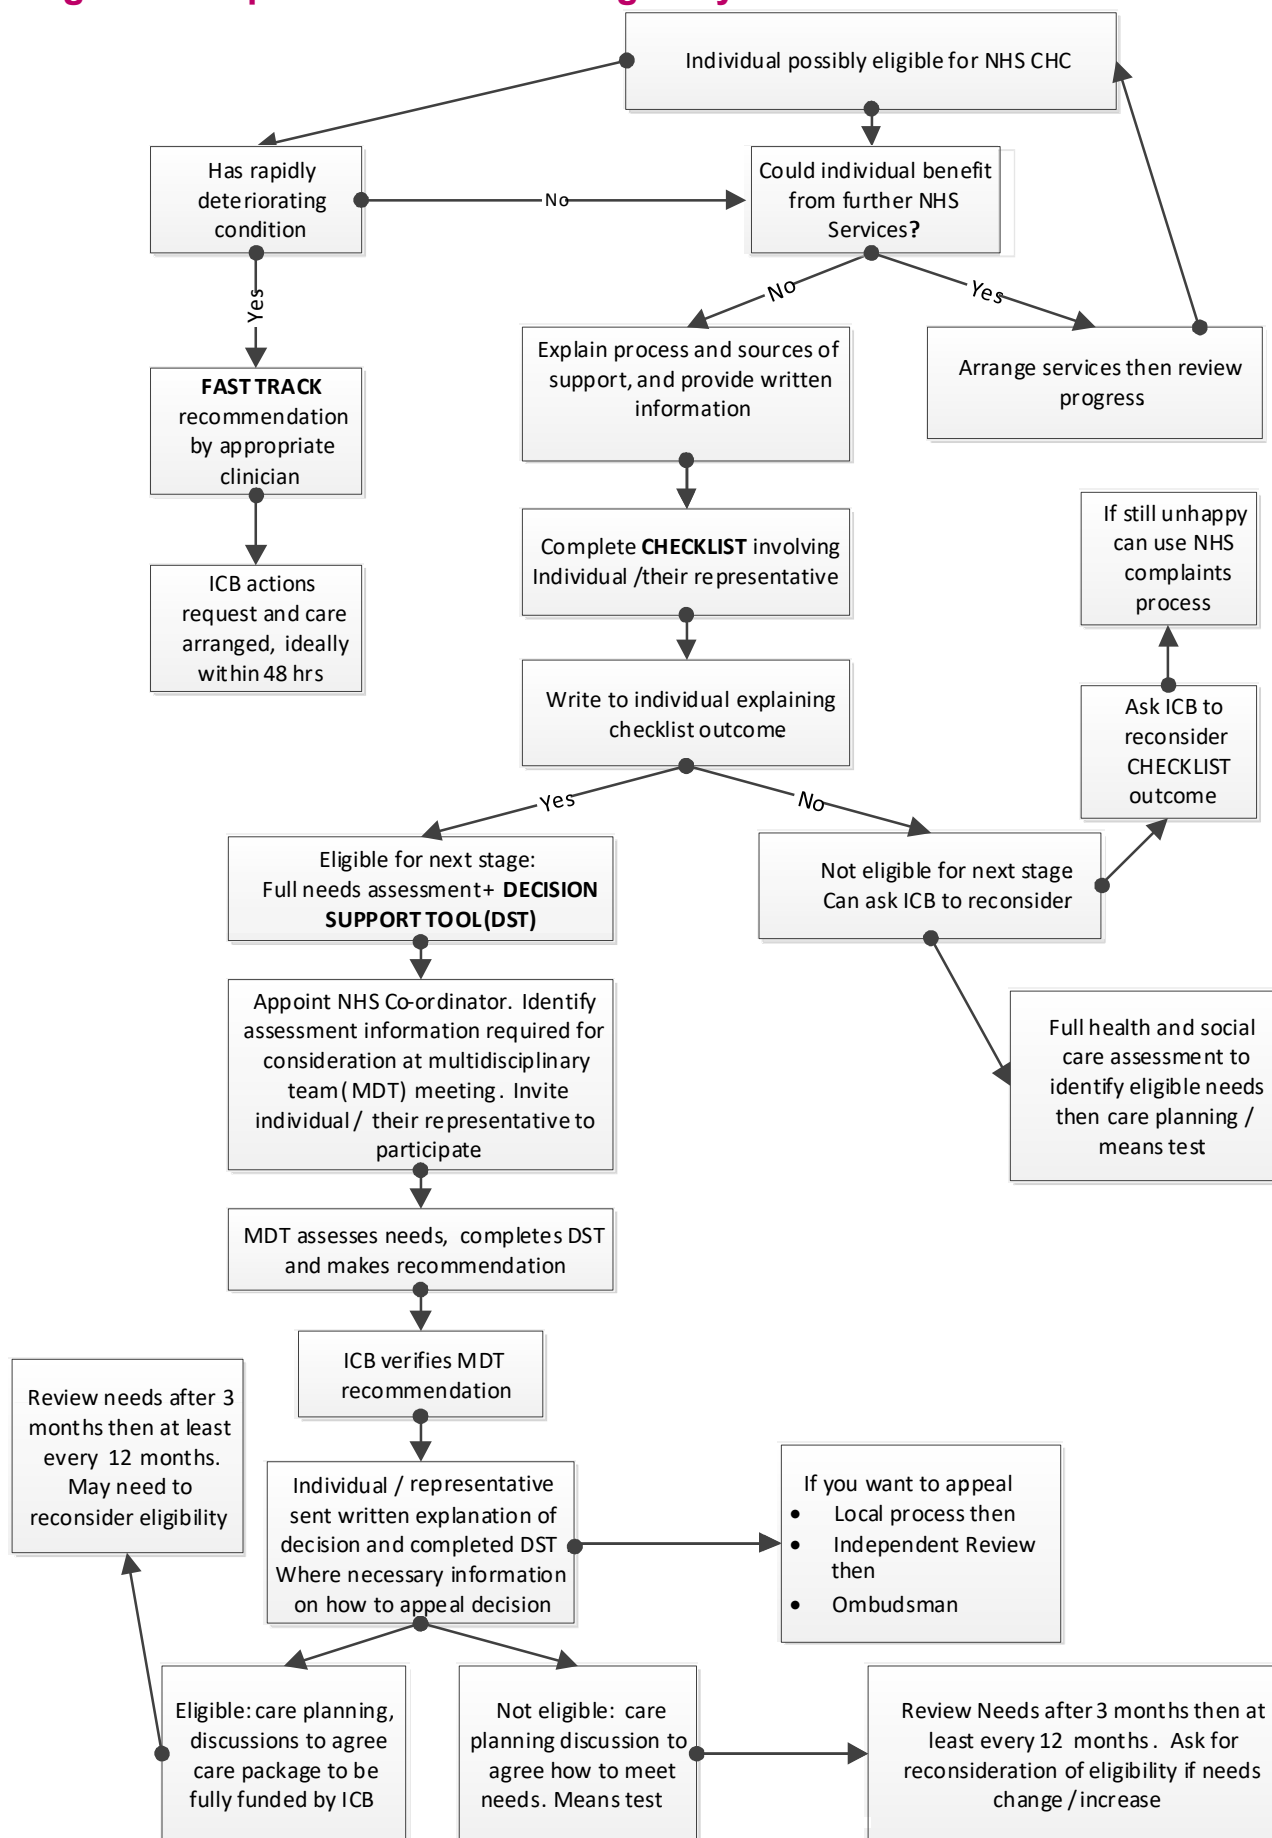 Individual possibly eligible for NHS CHC
Has rapidly
deteriorating
condition
No
Could individual benefit
from further NHS
Services?
Yes
No
Yes
Explain process and sources of
support, and provide written
information
Arrange services then review
progress
FAST TRACK
recommendation
by appropriate
clinician
Complete CHECKLIST involving
Individual /their representative
If still unhappy
can use NHS
complaints
process
ICB actions
request and care
arranged, ideally
within 48 hrs
Write to individual explaining
checklist outcome
Ask ICB to
reconsider
CHECKLIST
outcome
Yes
No
Eligible for next stage:
Full needs assessment+ DECISION
SUPPORT TOOL(DST)
Not eligible for next stage
Can ask ICB to reconsider
Appoint NHS Co-ordinator. Identify
assessment information required for
consideration at multidisciplinary
team(MDT) meeting. Invite
individual/ their representative to
participate
Full health and social
care assessment to
identify eligible needs
then care planning /
means test
MDT assesses needs, completes DST
and makes recommendation
ICB verifies MDT
recommendation
Review needs after 3
months then at least
every 12 months.
May need to
reconsider eligibility
Individual / representative
sent written explanation of
decision and completed DST
Where necessary information
on how to appeal decision
If you want to appeal
• Local process then
• Independent Review
then
• Ombudsman
Eligible: care planning,
discussions to agree
care package to be
fully funded by ICB
Not eligible: care
planning discussion to
agree how to meet
needs. Means test
Review Needs after 3 months then at
least every 12 months. Ask for
reconsideration of eligibility if needs
change /increase